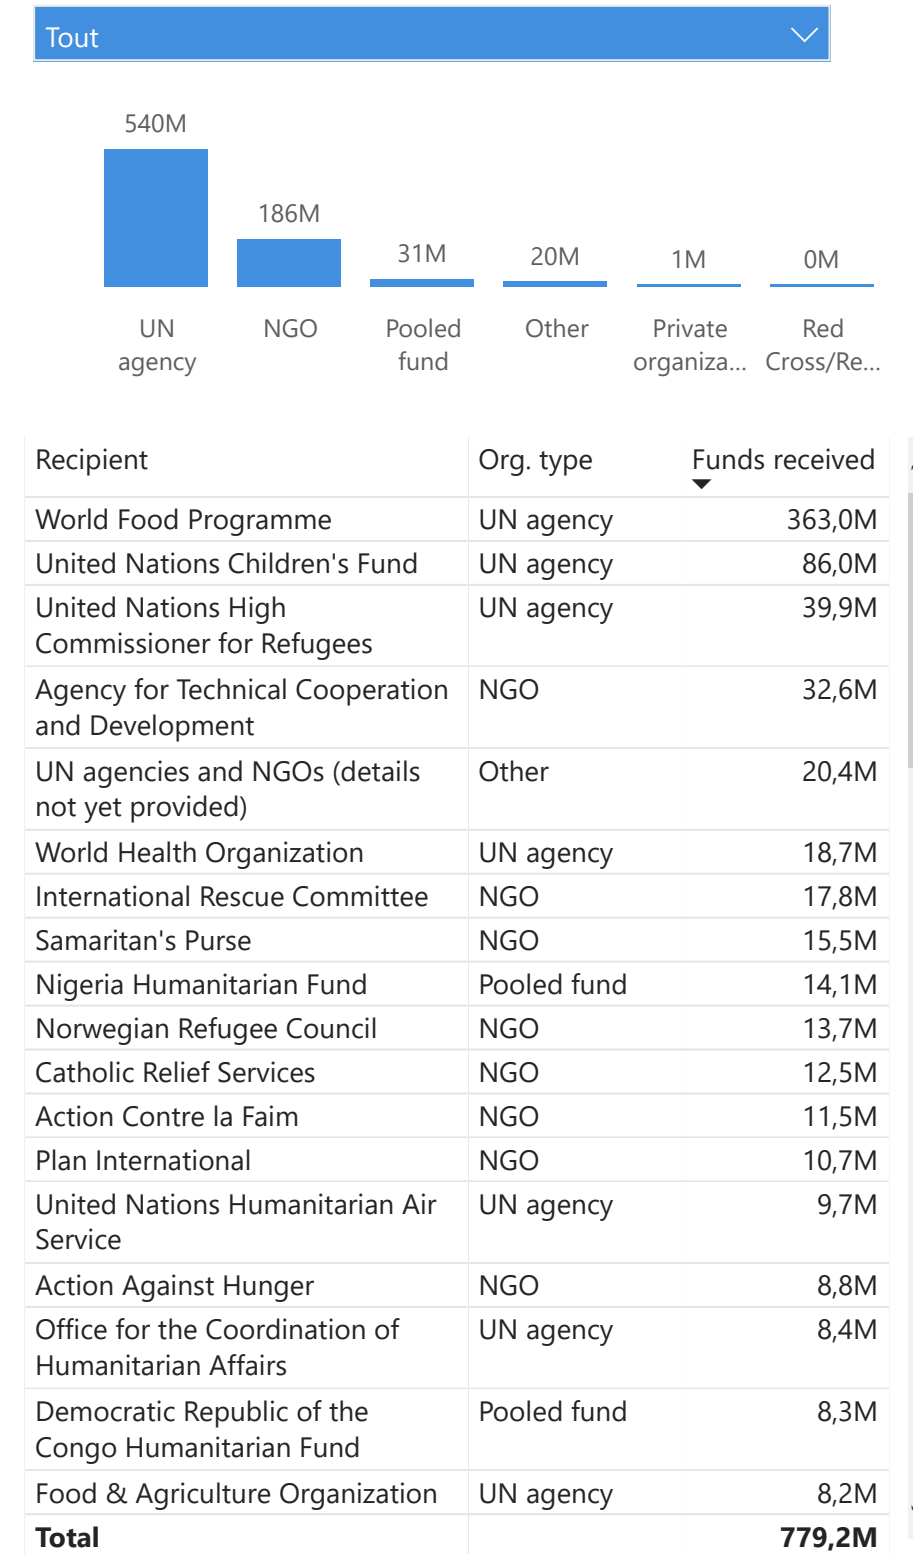 Tout
540M
186M
31M
20M
1M
0M
UN
agency
NGO
Pooled
fund
Other
Private
organiza...
Red
Cross/Re...
Recipient Org. type Funds received
World Food Programme UN agency 363,0M
United Nations Children's Fund UN agency 86,0M
United Nations High UN agency 39,9M
Commissioner for Refugees
Agency for Technical Cooperation NGO 32,6M
and Development
UN agencies and NGOs (details Other 20,4M
not yet provided)
World Health Organization UN agency 18,7M
International Rescue Committee NGO 17,8M
Samaritan's Purse NGO 15,5M
Nigeria Humanitarian Fund Pooled fund 14,1M
Norwegian Refugee Council NGO 13,7M
Catholic Relief Services NGO 12,5M
Action Contre la Faim NGO 11,5M
Plan International NGO 10,7M
United Nations Humanitarian Air UN agency 9,7M
Service
Action Against Hunger NGO 8,8M
Office for the Coordination of UN agency 8,4M
Humanitarian Affairs
Democratic Republic of the Pooled fund 8,3M
Congo Humanitarian Fund
Food & Agriculture Organization UN agency 8,2M
Total 779,2M